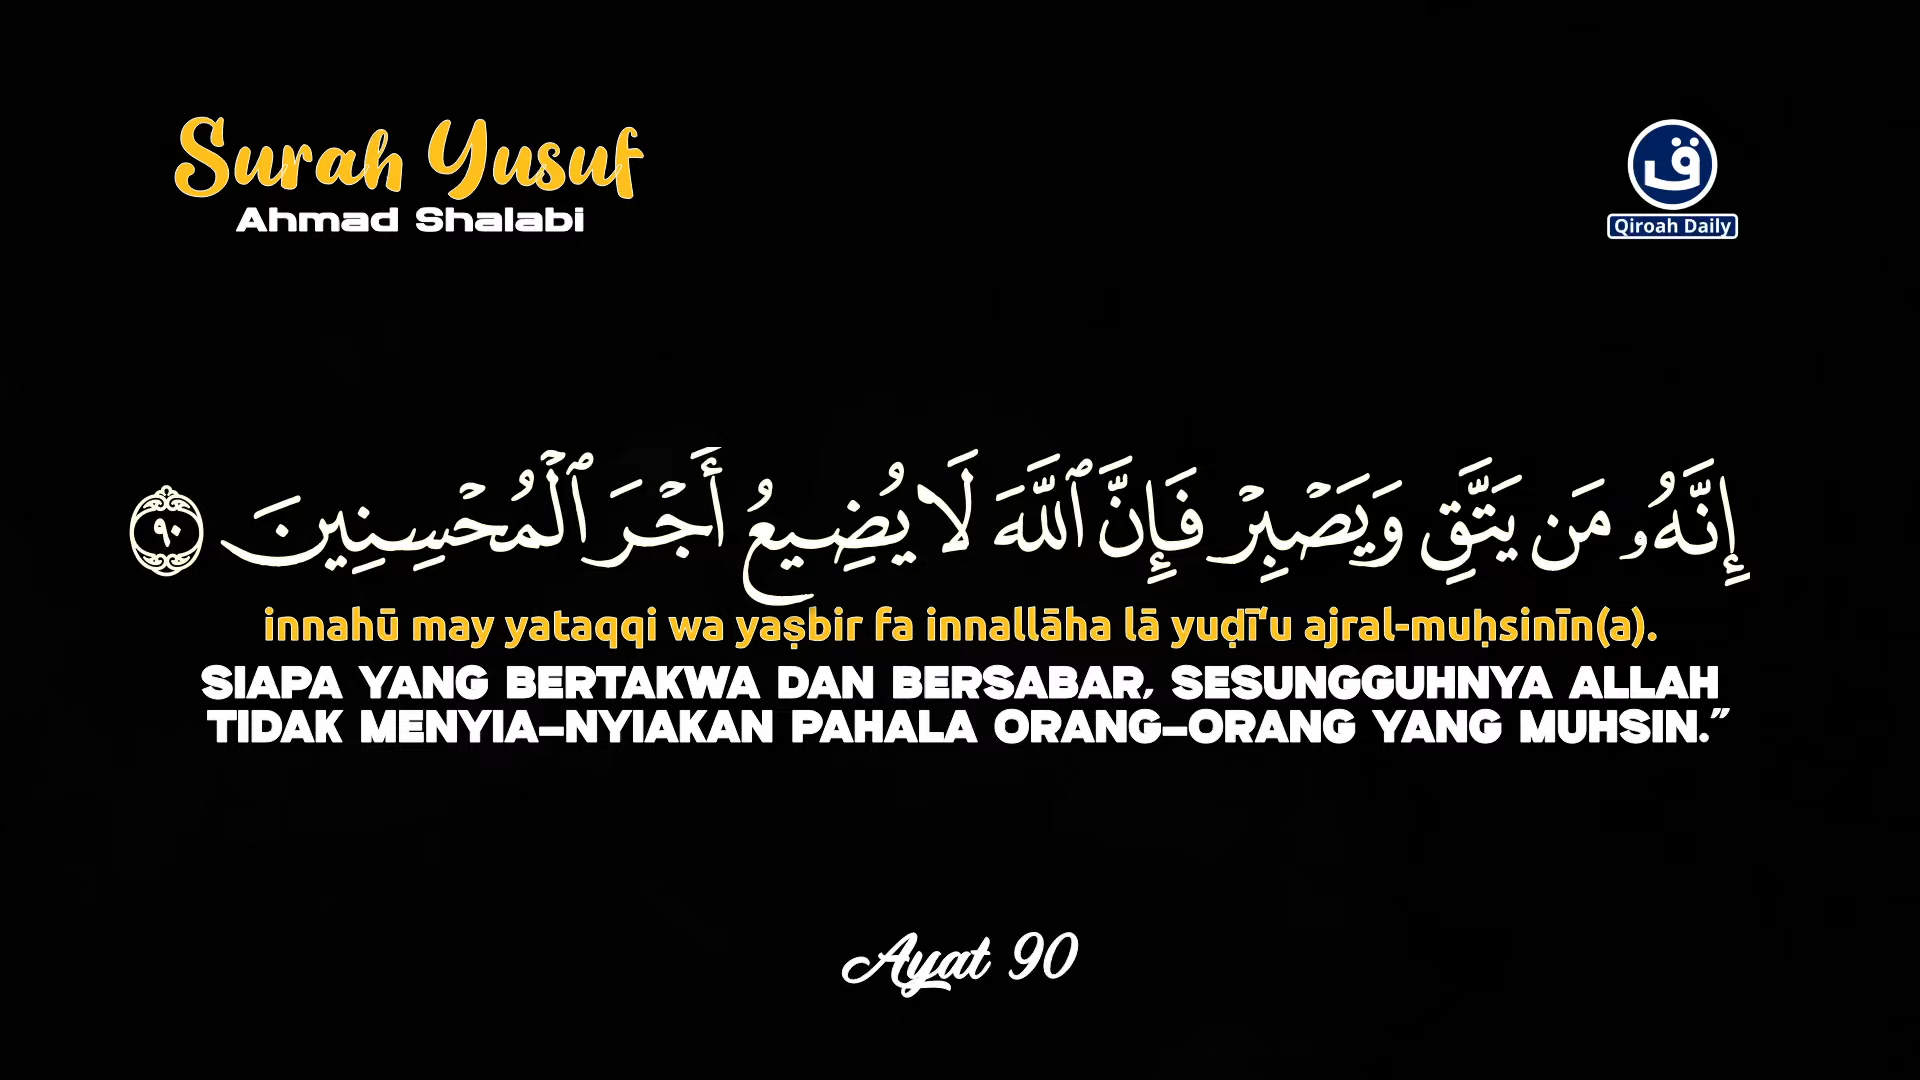 Surah Yusuf
Ahmad Shalabi
ق
Qiroah Daily
إِنَّهُۥ مَن يَتَّقِ وَيَصْبِرْ فَإِنَّ ٱللَّهَ لَا يُضِيعُ أَجْرَ ٱلْمُحْسِنِينَ ٩٠
innahū may yataqqi wa yaṣbir fa innallāha lā yuḍī‘u ajral-muḥsinīn(a).
SIAPA YANG BERTAKWA DAN BERSABAR, SESUNGGUHNYA ALLAH
TIDAK MENYIA-NYIAKAN PAHALA ORANG-ORANG YANG MUHSIN.”
Ayat 90